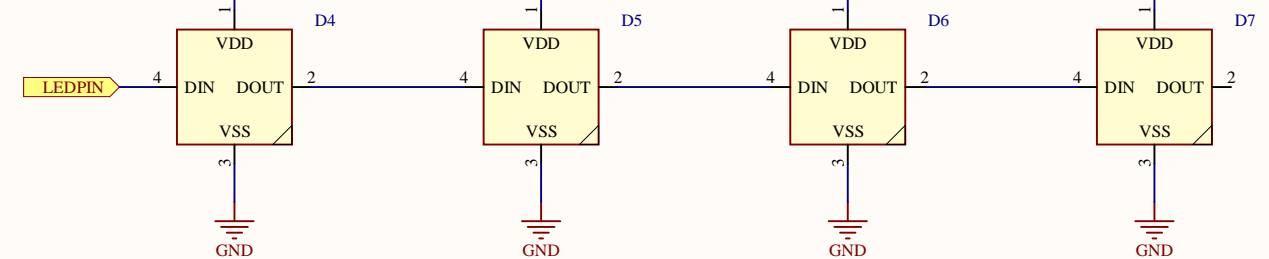 1 1 1 1
D4 D5 D6 D7
VDD VDD VDD VDD
LEDPIN 4 DIN DOUT 2 4 DIN DOUT 2 4 DIN DOUT 2 4 DIN DOUT 2
VSS VSS VSS VSS
3 3 3 3
GND GND GND GND